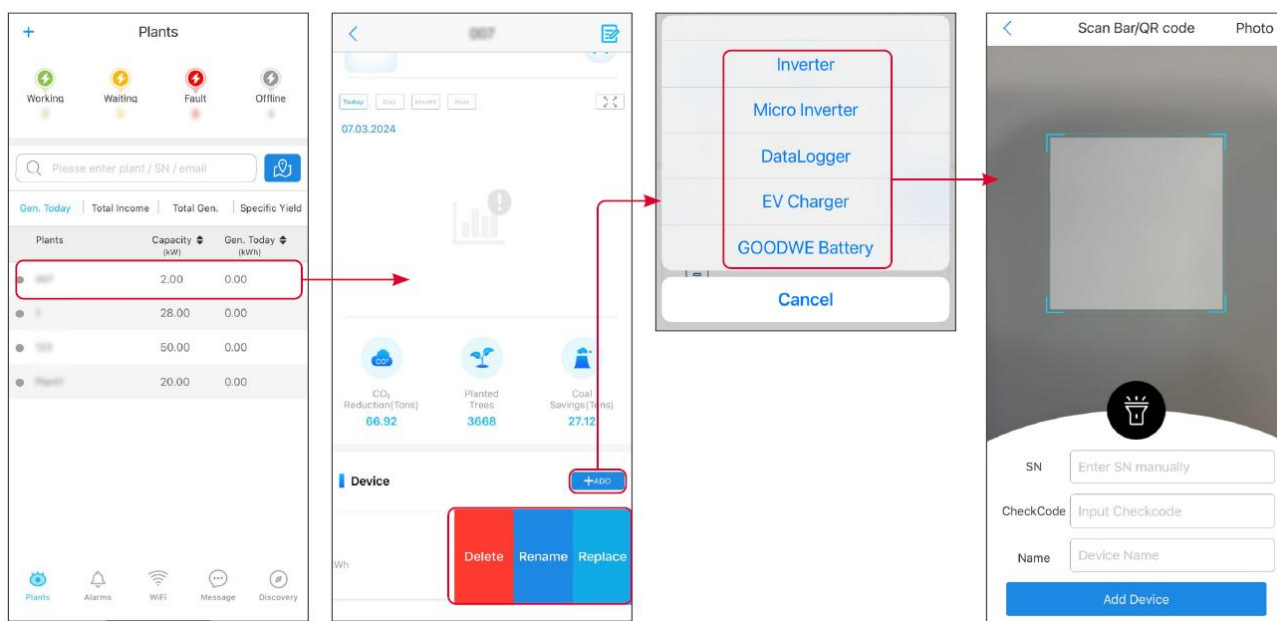 +
Plants
Working
Waiting
Fault
Offline
Please enter plant / SN / email
Gen. Today
Total Income
Total Gen.
Specific Yield
Plants
Capacity
(kW)
Gen. Today
(kWh)
2.00
0.00
28.00
0.00
50.00
0.00
20.00
0.00
Plants
Alarms
WiFi
Message
Discovery
007
Today
Day
Month
Year
07.03.2024
CO₂
CO₂
Reduction(Tons)
66.92
Planted
Trees
3668
Coal
Savings(Tons)
27.12
Device
+ADD
Wh
Delete
Rename
Replace
Inverter
Micro Inverter
DataLogger
EV Charger
GOODWE Battery
Cancel
Scan Bar/QR code
Photo
SN
Enter SN manually
CheckCode
Input Checkcode
Name
Device Name
Add Device